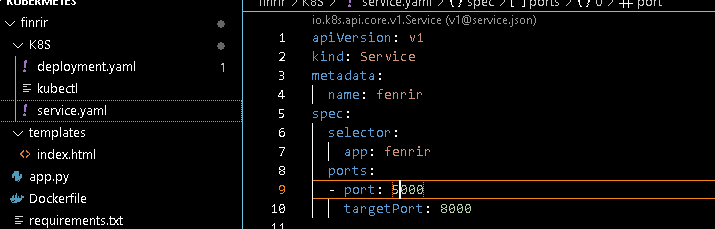 KUBERNETES
finrir
K8S
deployment.yaml 1
kubectl
service.yaml
templates
index.html
app.py
Dockerfile
requirements.txt
finrir > K8S > ! service.yaml > {} spec > [ ] ports > {} 0 > # port
io.k8s.api.core.v1.Service (v1@service.json)
1 apiVersion: v1
2 kind: Service
3 metadata:
4 name: fenrir
5 spec:
6 selector:
7 app: fenrir
8 ports:
9 - port: 5000
10 targetPort: 8000
11